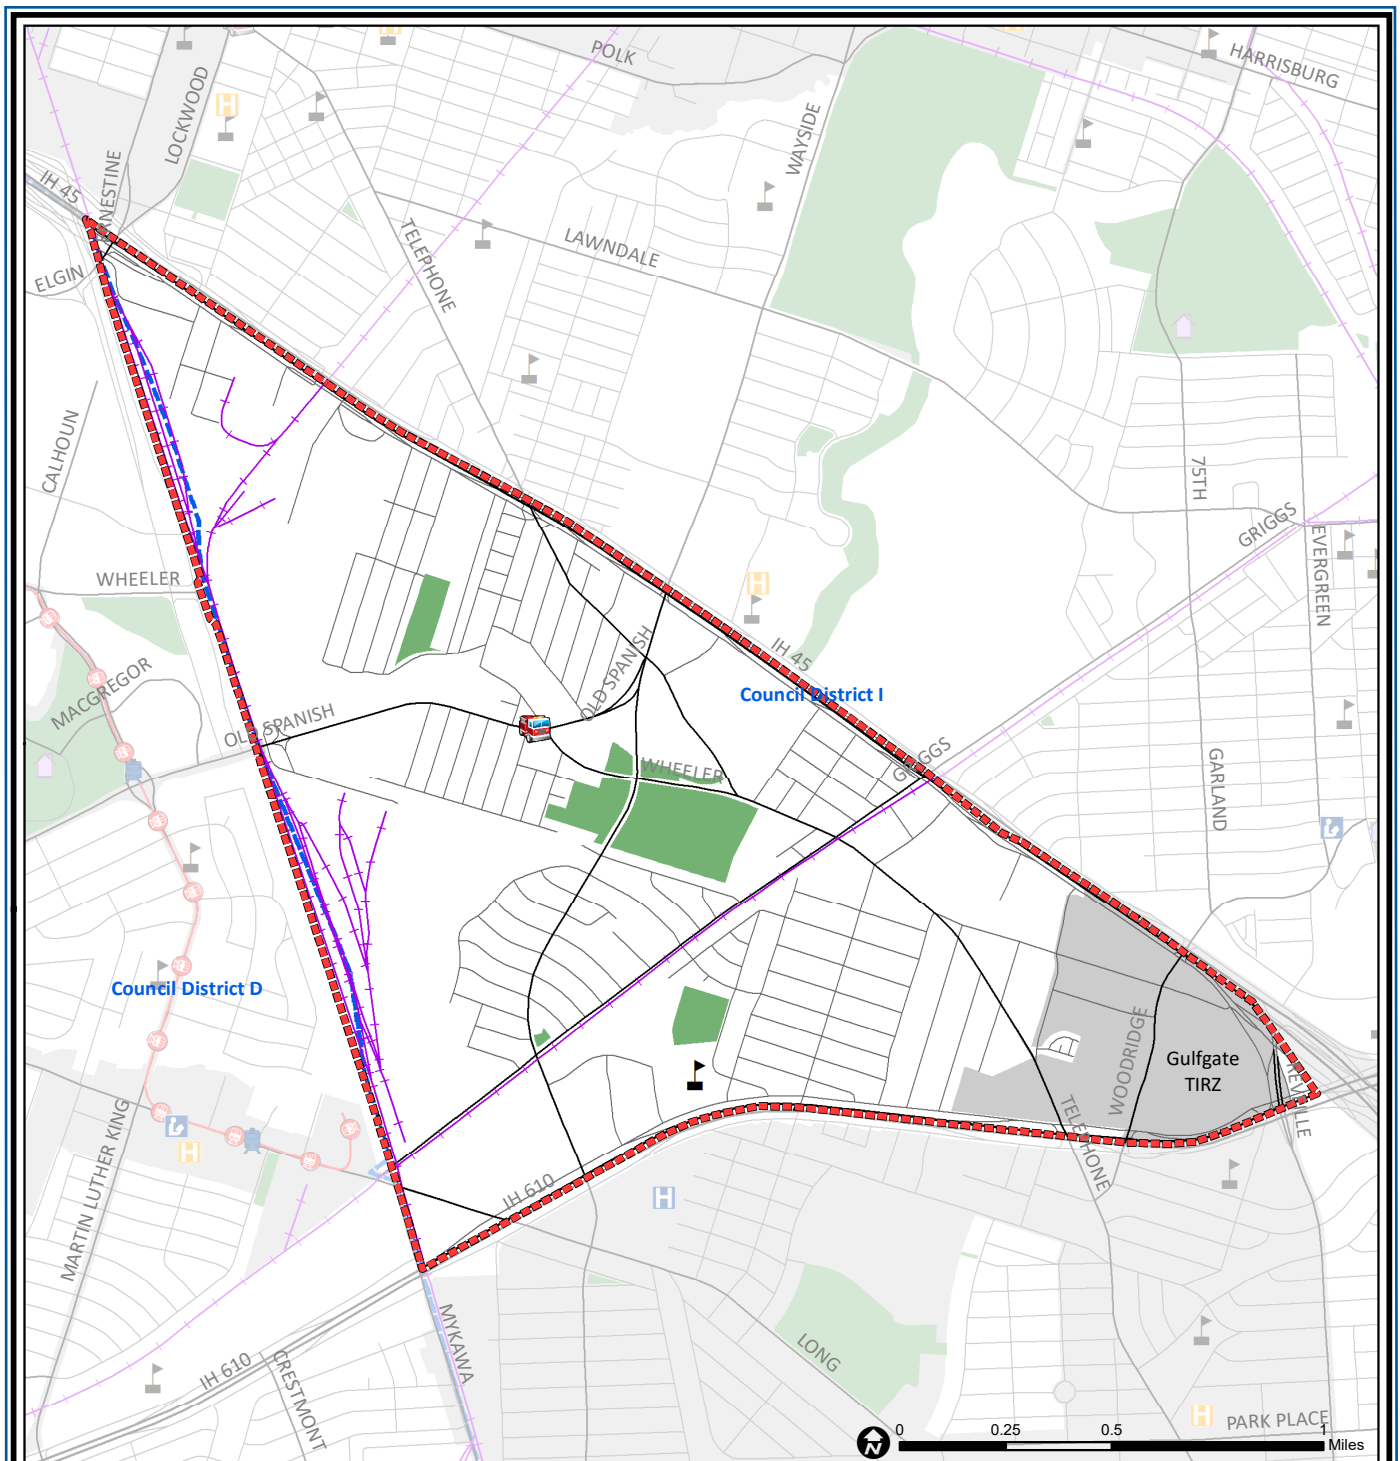 POLK
HARRISBURG
LOCKWOOD
WAYSIDE
IH 45
ERNESTINE
TELEPHONE
LAWNDALE
ELGIN
CALHOUN
75TH
GRIGGS
EVERGREEN
WHEELER
OLD SPANISH
IH 45
MACGREGOR
Council District I
OLD SPANISH
GRIGGS
WHEELER
GARLAND
Council District D
WOODRIDGE
Gulfgate
TIRZ
REVEILLE
TELEPHONE
MARTIN LUTHER KING
IH 610
MYKAWA
LONG
IH 610
CRESTMONT
PARK PLACE
H
H
H
H
H
N
0 0.25 0.5 1
Miles